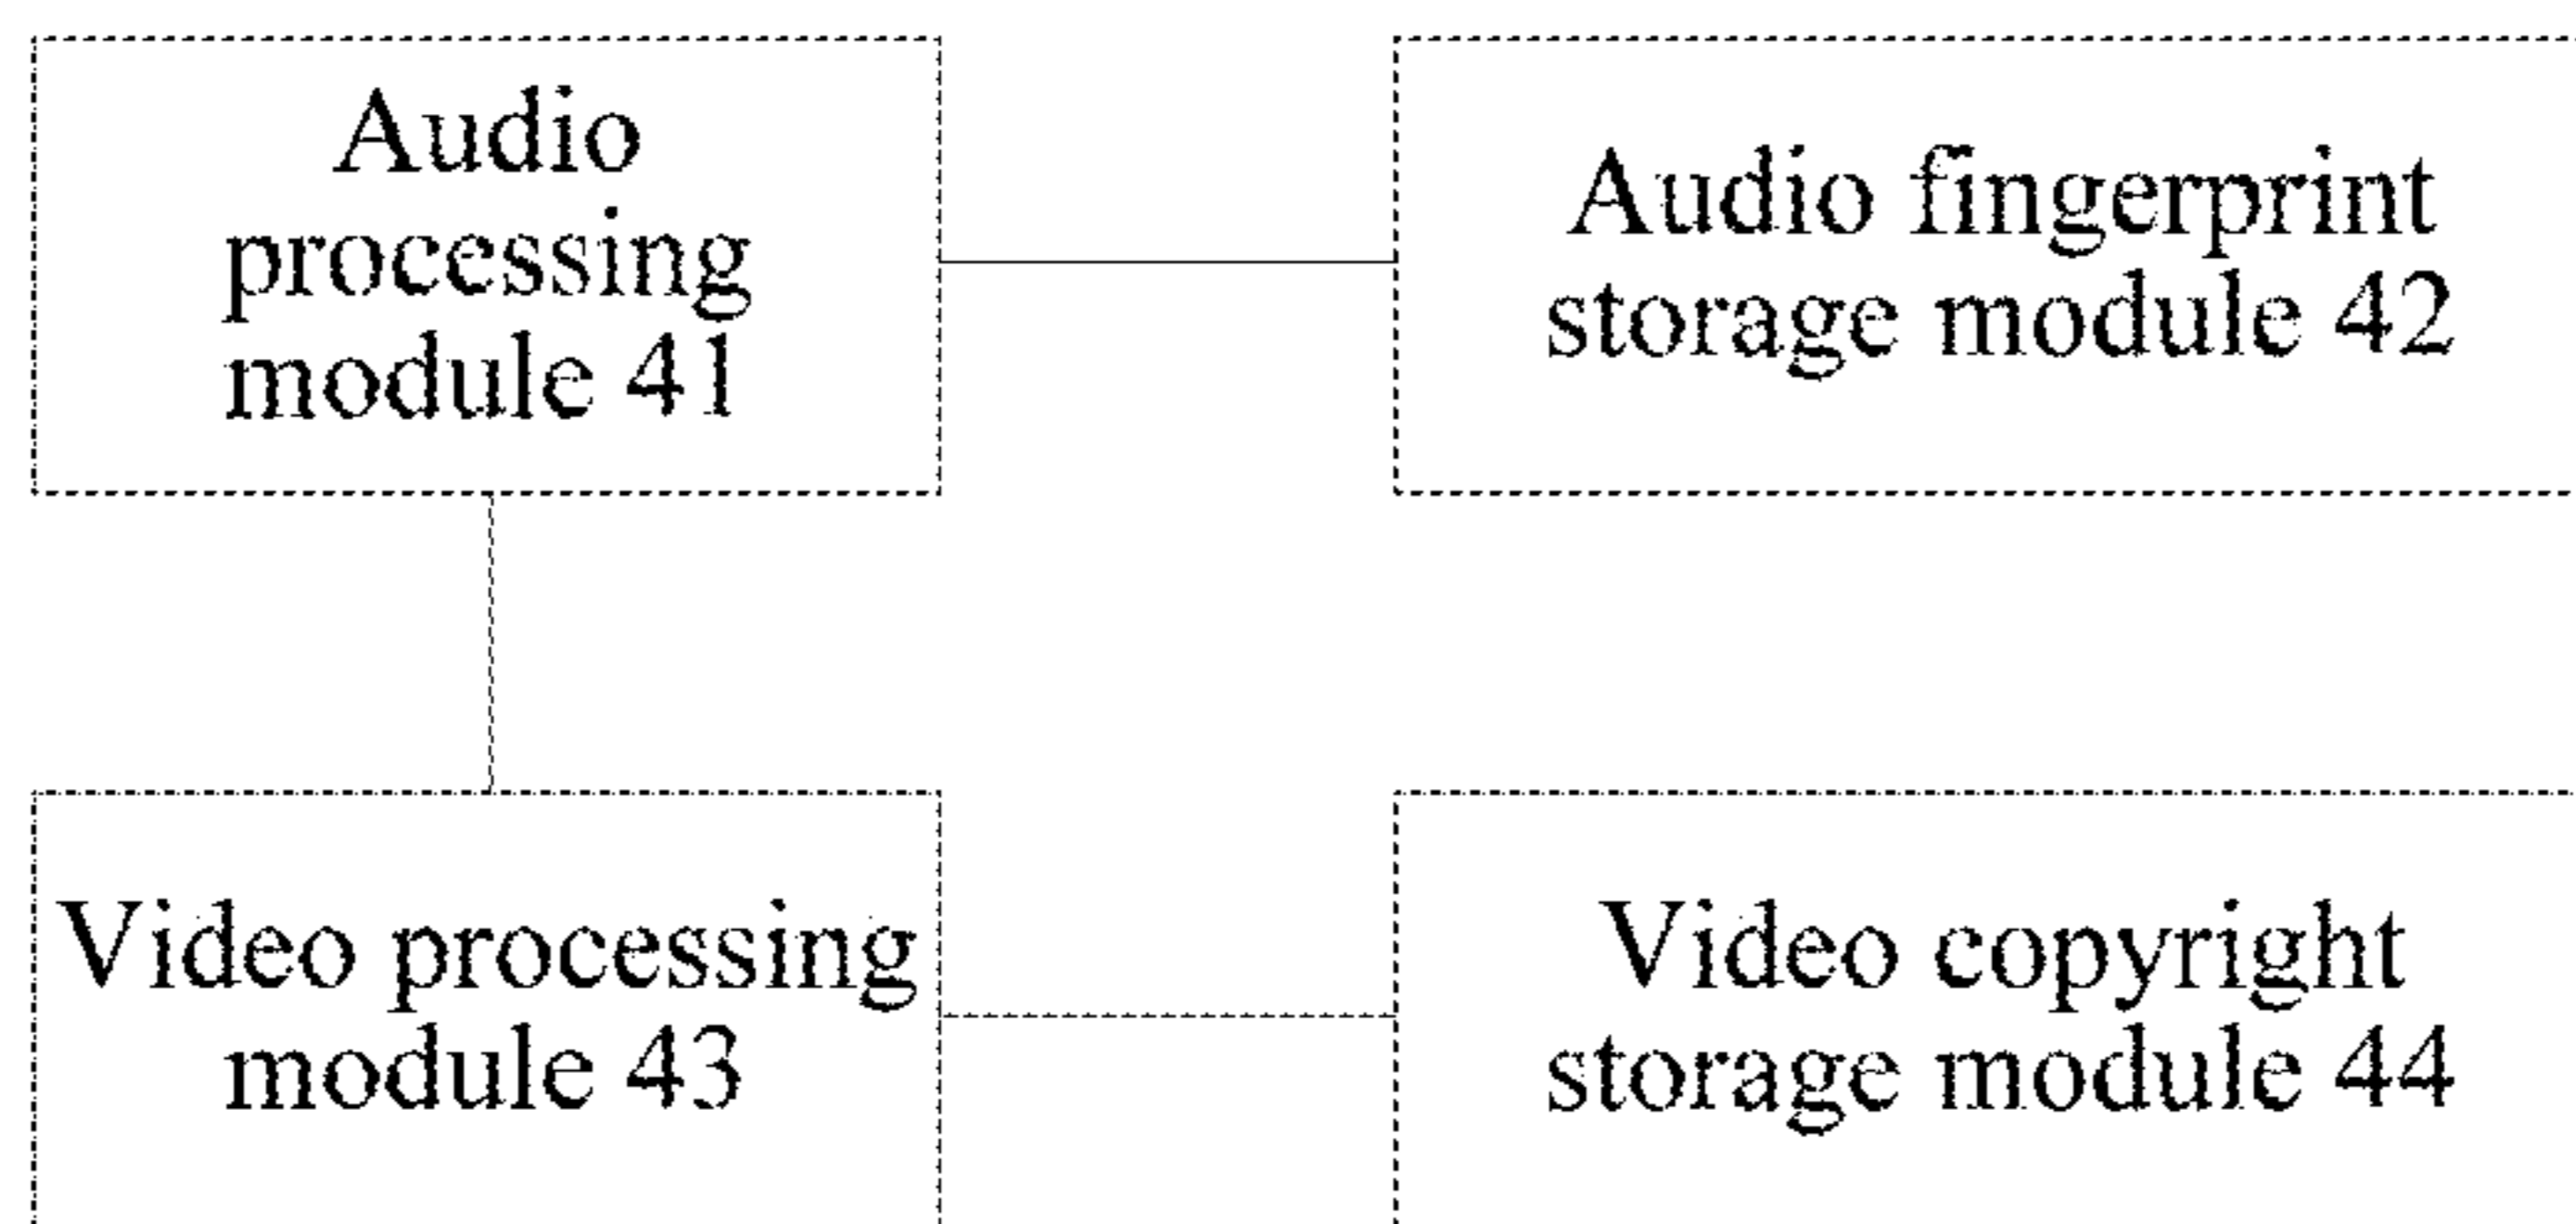 Audio
processing
module 41
Audio fingerprint
storage module 42
Video processing
module 43
Video copyright
storage module 44